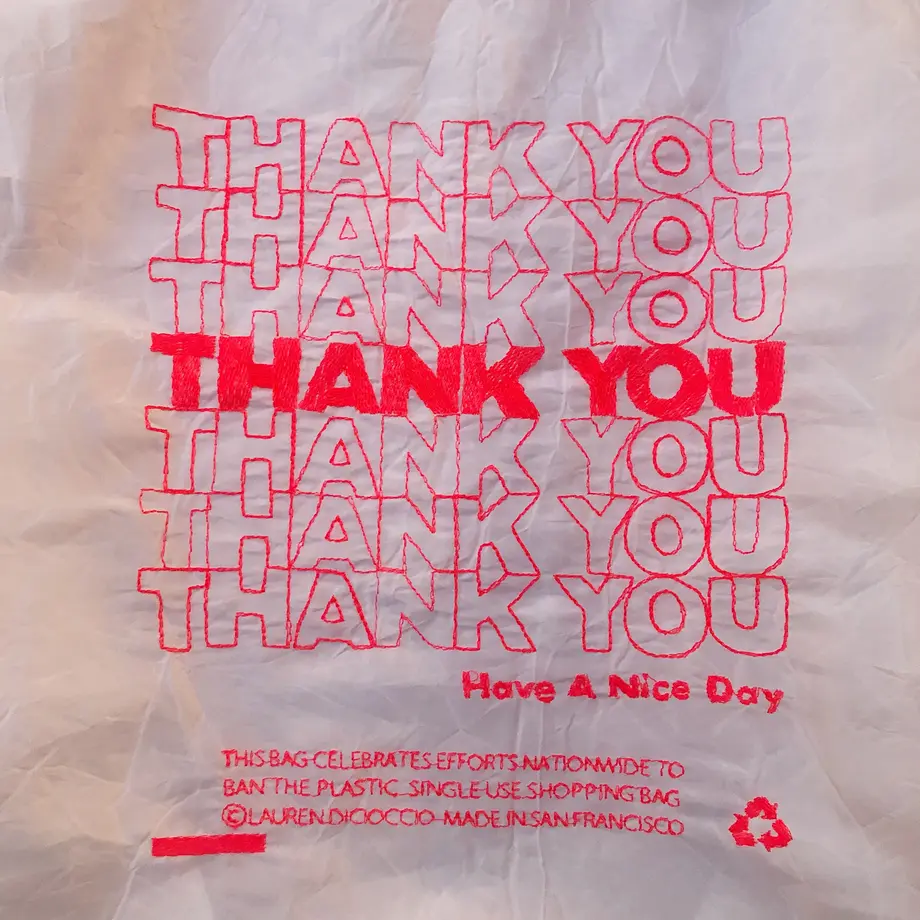 THANK YOU
THANK YOU
THANK YOU
THANK YOU
THANK YOU
THANK YOU
THANK YOU
Have A Nice Day
THIS BAG CELEBRATES EFFORTS NATIONWIDE TO
BAN THE PLASTIC SINGLE USE SHOPPING BAG
©LAUREN DICIOCCIO MADE IN SAN FRANCISCO